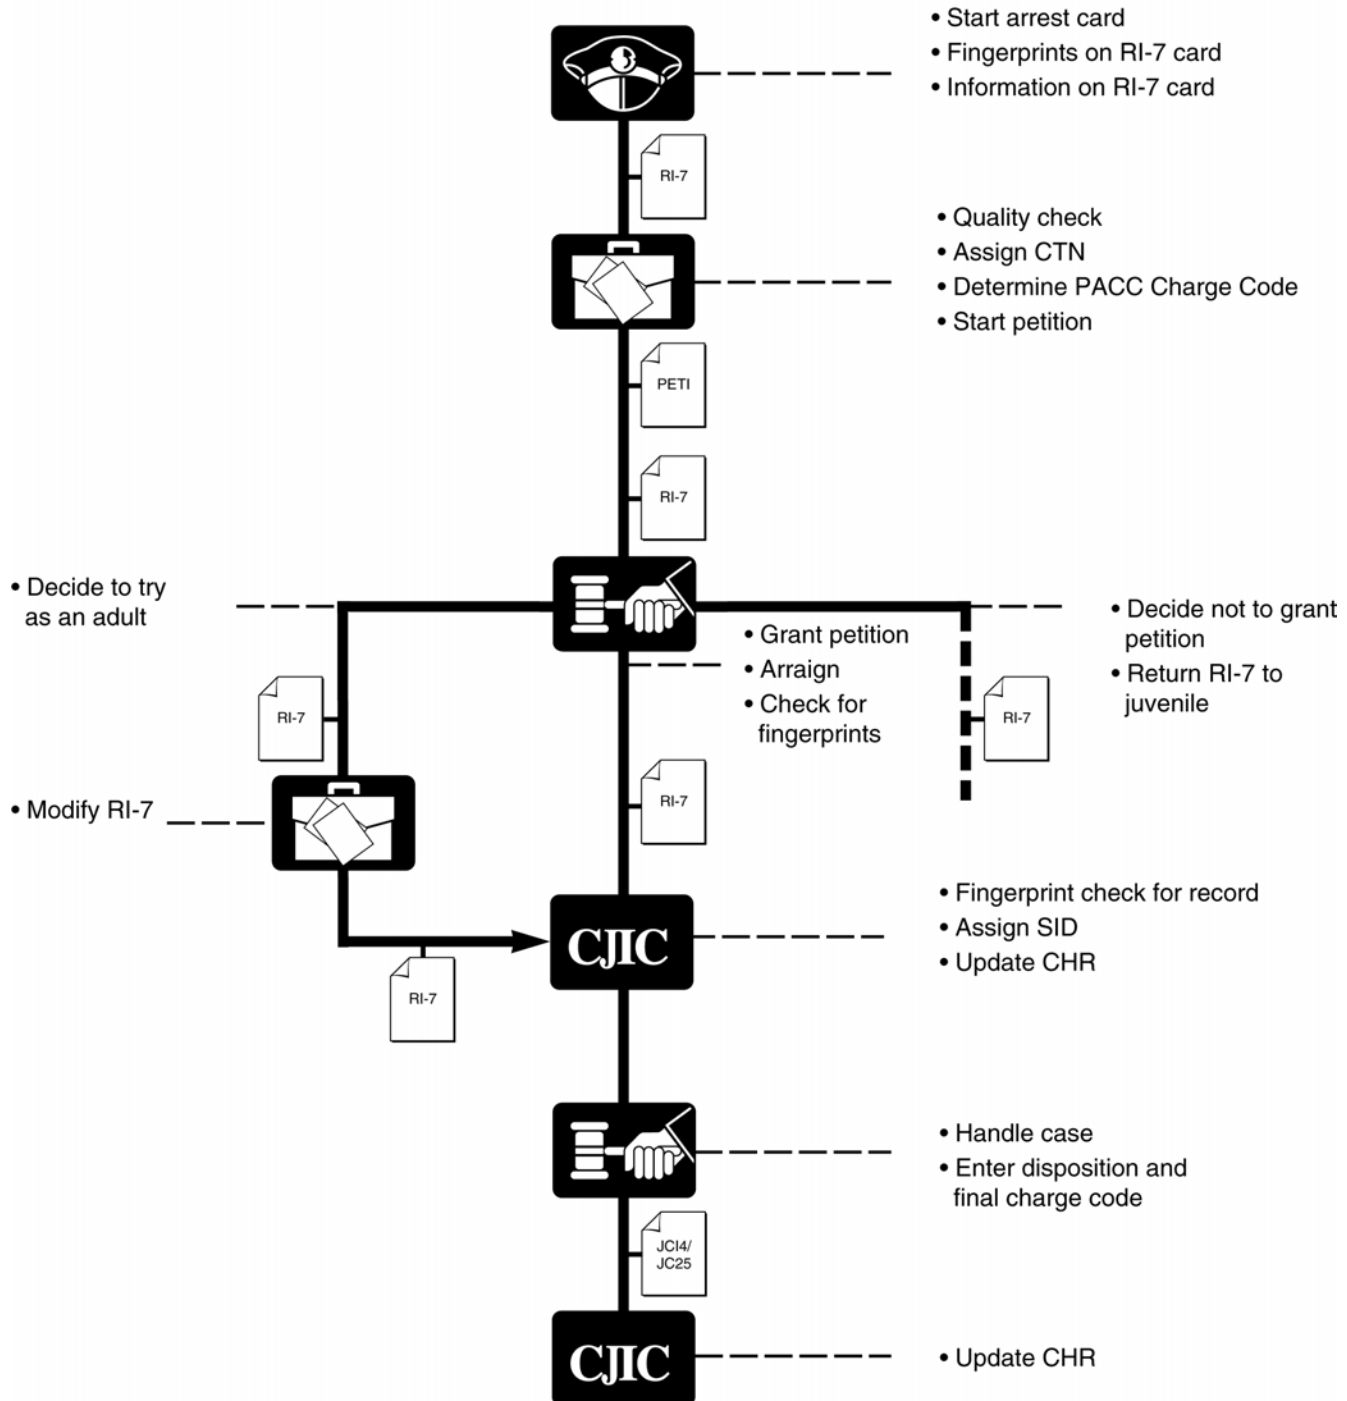 • Start arrest card
• Fingerprints on RI-7 card
• Information on RI-7 card
RI-7
• Quality check
• Assign CTN
• Determine PACC Charge Code
• Start petition
PETI
RI-7
• Decide to try
as an adult
• Grant petition
• Arraign
• Check for
fingerprints
• Decide not to grant
petition
• Return RI-7 to
juvenile
RI-7
RI-7
RI-7
• Modify RI-7
• Fingerprint check for record
• Assign SID
• Update CHR
CJIC
RI-7
• Handle case
• Enter disposition and
final charge code
JCI4/
JC25
CJIC
• Update CHR